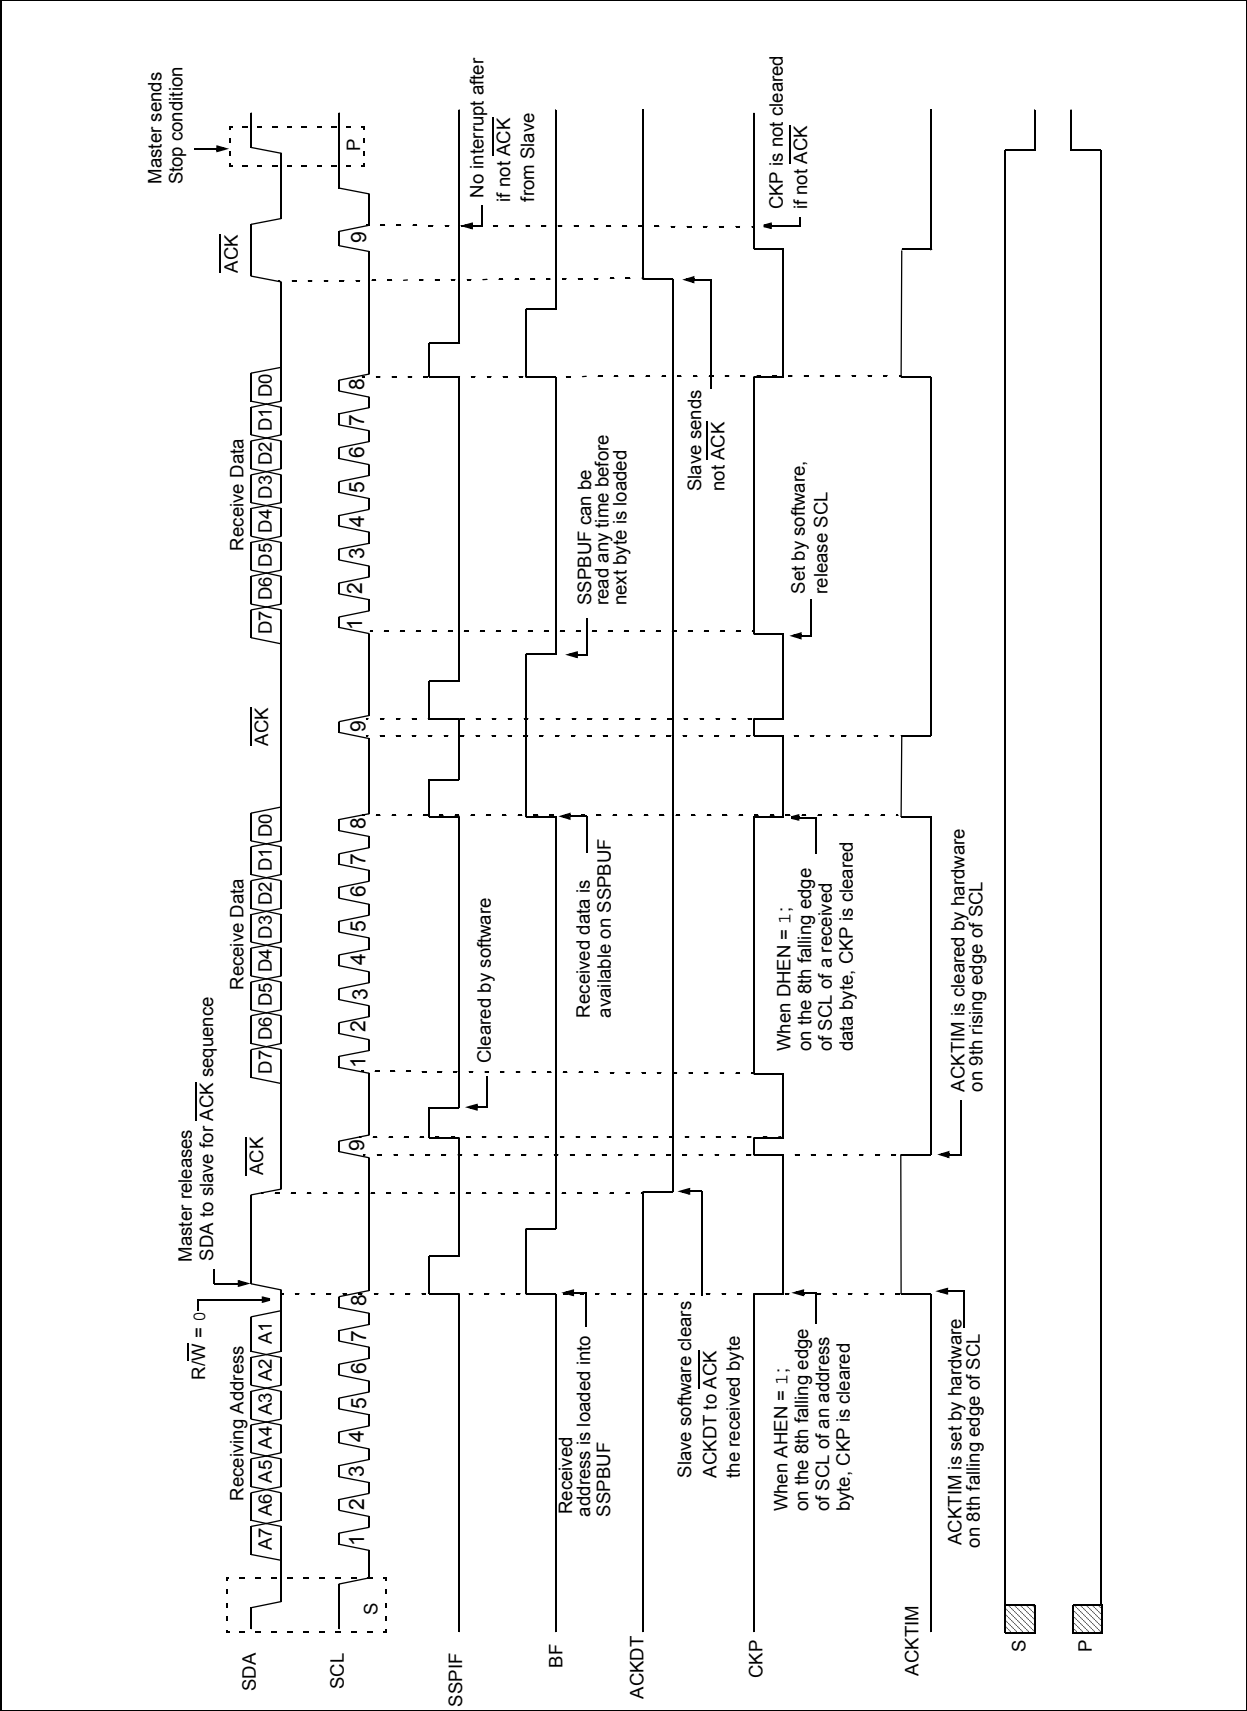 Master sends
Stop condition
Master releases
SDA to slave for ACK sequence
R/W = 0
Receiving Address
Receive Data
Receive Data
ACK
ACK
ACK
SDA
A7 A6 A5 A4 A3 A2 A1
D7 D6 D5 D4 D3 D2 D1 D0
D7 D6 D5 D4 D3 D2 D1 D0
SCL
S
1 2 3 4 5 6 7 8 9
1 2 3 4 5 6 7 8 9
1 2 3 4 5 6 7 8 9
P
SSPIF
Cleared by software
No interrupt after
if not ACK
from Slave
BF
Received
address is loaded into
SSPBUF
Received data is
available on SSPBUF
SSPBUF can be
read any time before
next byte is loaded
ACKDT
Slave software clears
ACKDT to ACK
the received byte
Slave sends
not ACK
CKP
When AHEN = 1;
on the 8th falling edge
of SCL of an address
byte, CKP is cleared
When DHEN = 1;
on the 8th falling edge
of SCL of a received
data byte, CKP is cleared
Set by software,
release SCL
CKP is not cleared
if not ACK
ACKTIM
ACKTIM is set by hardware
on 8th falling edge of SCL
ACKTIM is cleared by hardware
on 9th rising edge of SCL
S
P